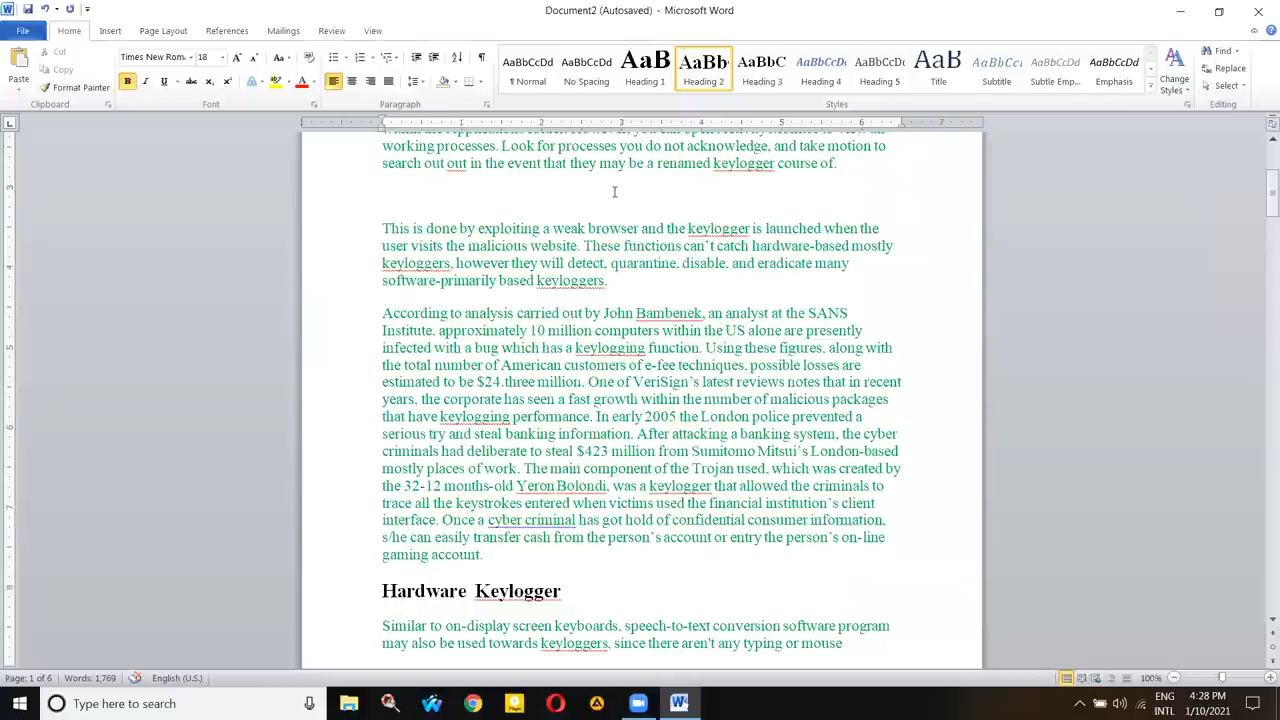 Document2 (Autosaved) - Microsoft Word
File Home Insert Page Layout References Mailings Review View
Paste
Cut
Copy
Format Painter
Clipboard
Times New Rom 18
Font
Paragraph
AaBbCcDd AaBbCcDd AaB AaBb AaBbC AaBbCcDd AaBbCcDd AaB AaBbCc AaBbCcDd AaBbCcDd
¶ Normal No Spacing Heading 1 Heading 2 Heading 3 Heading 4 Heading 5 Title Subtitle Subtle Emp... Emphasis
Styles
Change Styles
Find
Replace
Select
Editing
working processes. Look for processes you do not acknowledge, and take motion to
search out out in the event that they may be a renamed keylogger course of.
This is done by exploiting a weak browser and the keylogger is launched when the
user visits the malicious website. These functions can’t catch hardware-based mostly
keyloggers, however they will detect, quarantine, disable, and eradicate many
software-primarily based keyloggers.
According to analysis carried out by John Bambenek, an analyst at the SANS
Institute, approximately 10 million computers within the US alone are presently
infected with a bug which has a keylogging function. Using these figures, along with
the total number of American customers of e-fee techniques, possible losses are
estimated to be $24.three million. One of VeriSign’s latest reviews notes that in recent
years, the corporate has seen a fast growth within the number of malicious packages
that have keylogging performance. In early 2005 the London police prevented a
serious try and steal banking information. After attacking a banking system, the cyber
criminals had deliberate to steal $423 million from Sumitomo Mitsui’s London-based
mostly places of work. The main component of the Trojan used, which was created by
the 32-12 months-old Yeron Bolondi, was a keylogger that allowed the criminals to
trace all the keystrokes entered when victims used the financial institution’s client
interface. Once a cyber criminal has got hold of confidential consumer information,
s/he can easily transfer cash from the person’s account or entry the person’s on-line
gaming account.
Hardware Keylogger
Similar to on-display screen keyboards, speech-to-text conversion software program
may also be used towards keyloggers, since there aren't any typing or mouse
Page: 1 of 6 Words: 1,769 English (U.S.) 100%
Type here to search
ENG
INTL
4:28 PM
1/10/2021